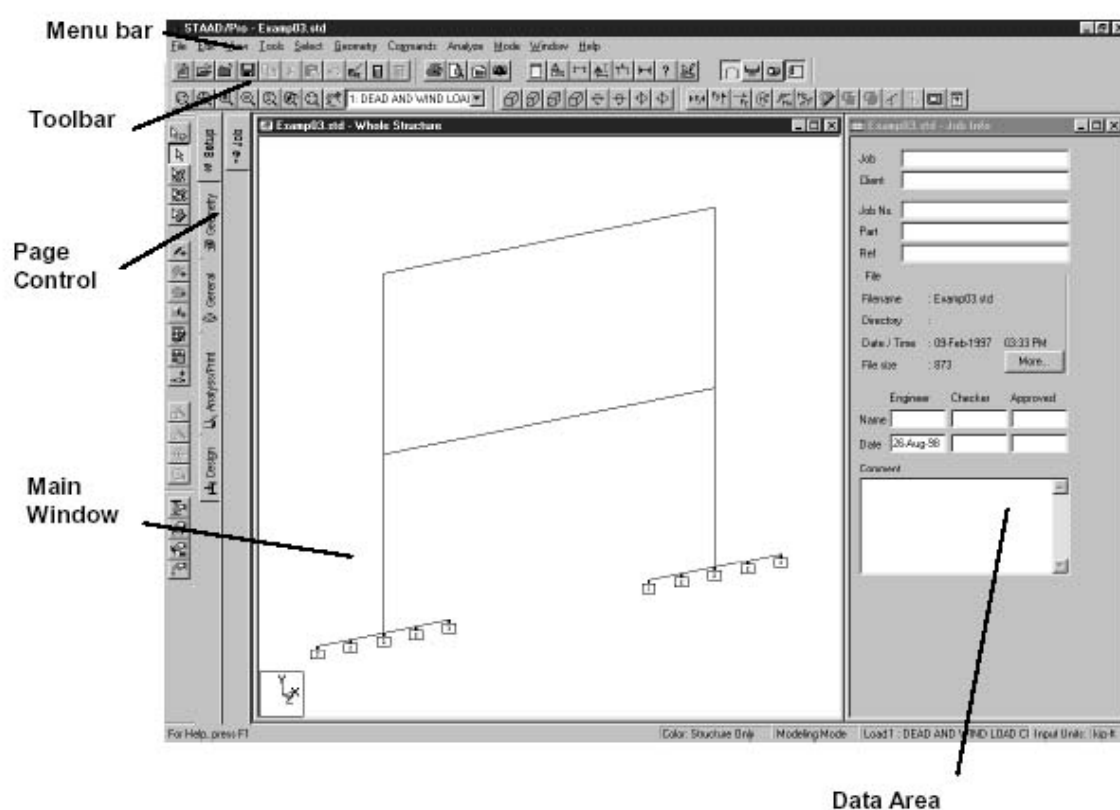 Menu bar
STAAD/Pro - Examp03.std
File Edit View Tools Select Geometry Commands Analyze Mode Window Help
Toolbar
1: DEAD AND WIND LOAD
Page
Control
Setup
Geometry
General
Analysis/Print
Design
Job
Examp03.std - Whole Structure
Examp03.std - Job Info
Job
Client
Job No.
Part
Ref
File
Filename : Examp03.std
Directory :
Date / Time : 09-Feb-1997 03:33 PM
File size : 873 More...
Engineer Checker Approved
Name
Date 26-Aug-98
Comment
Main
Window
Y
X
Z
For Help, press F1
Color: Structure Only Modeling Mode Load 1 : DEAD AND WIND LOAD CI Input Units: kip-ft
Data Area